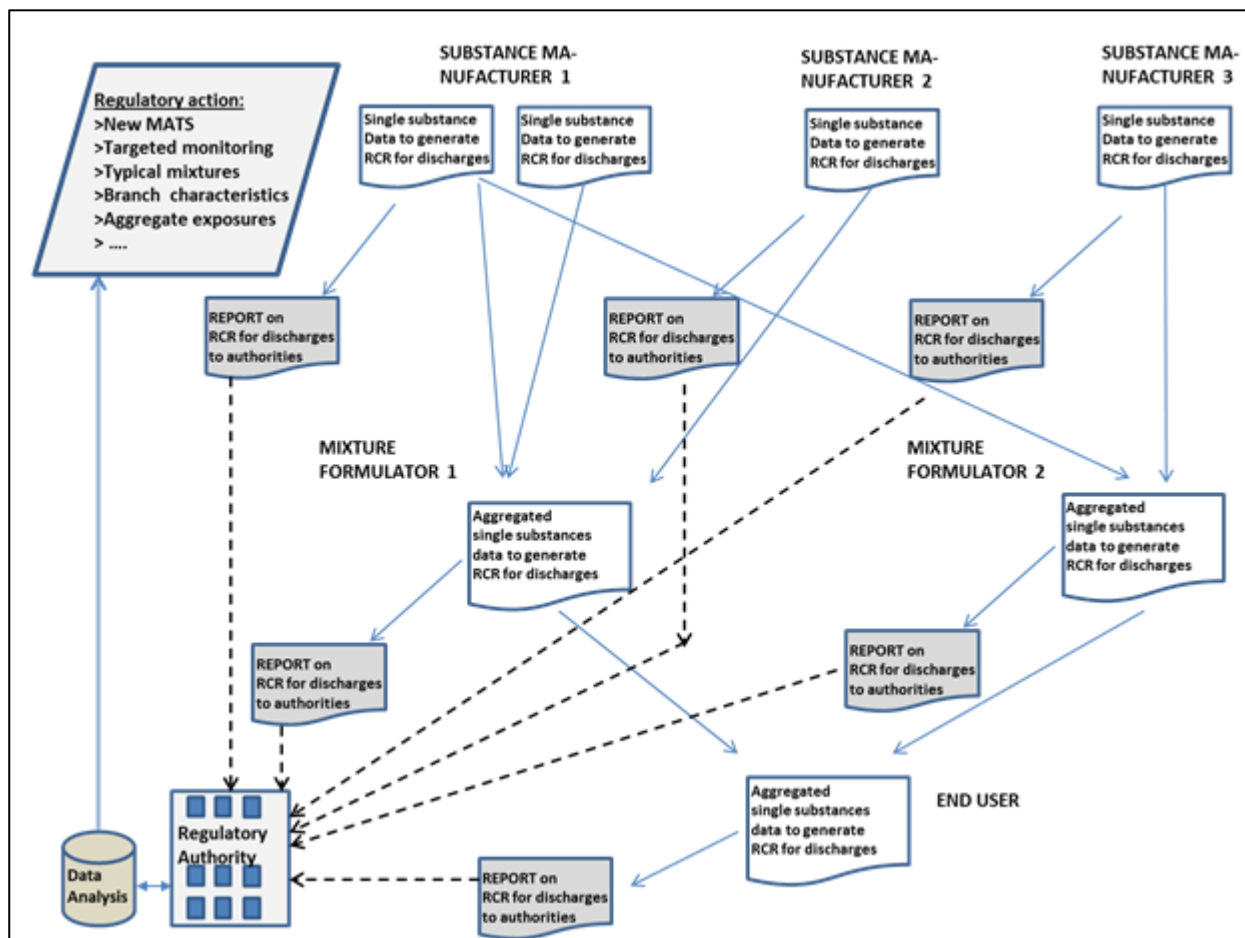 SUBSTANCE MA-
NUFACTURER 1
SUBSTANCE MA-
NUFACTURER 2
SUBSTANCE MA-
NUFACTURER 3
Regulatory action:
>New MATS
>Targeted monitoring
>Typical mixtures
>Branch characteristics
>Aggregate exposures
> ....
Single substance
Data to generate
RCR for discharges
Single substance
Data to generate
RCR for discharges
Single substance
Data to generate
RCR for discharges
Single substance
Data to generate
RCR for discharges
REPORT on
RCR for discharges
to authorities
REPORT on
RCR for discharges
to authorities
REPORT on
RCR for discharges
to authorities
MIXTURE
FORMULATOR 1
MIXTURE
FORMULATOR 2
Aggregated
single substances
data to generate
RCR for discharges
Aggregated
single substances
data to generate
RCR for discharges
REPORT on
RCR for discharges
to authorities
REPORT on
RCR for discharges
to authorities
Aggregated
single substances
data to generate
RCR for discharges
END USER
Regulatory
Authority
Data
Analysis
REPORT on
RCR for discharges
to authorities